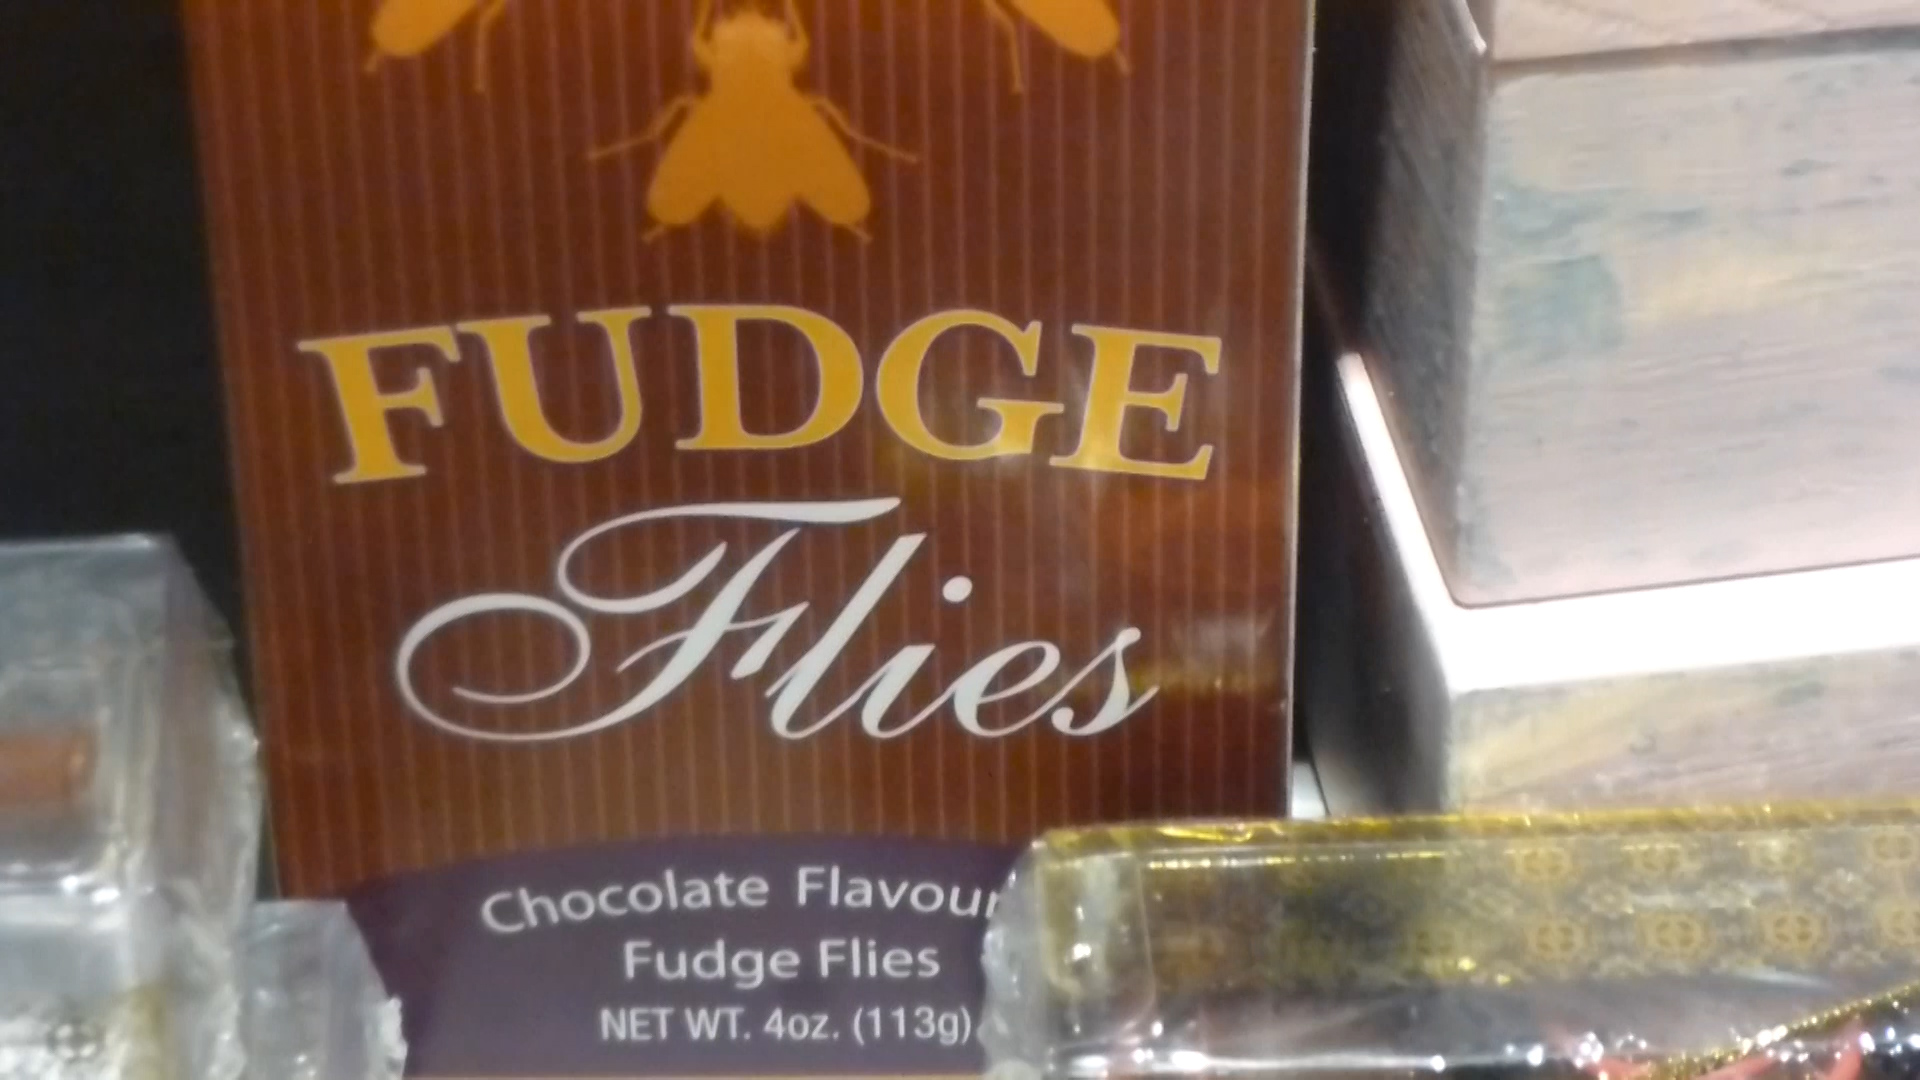 FUDGE
Flies
Chocolate Flavour
Fudge Flies
NET WT. 4oz. (113g)